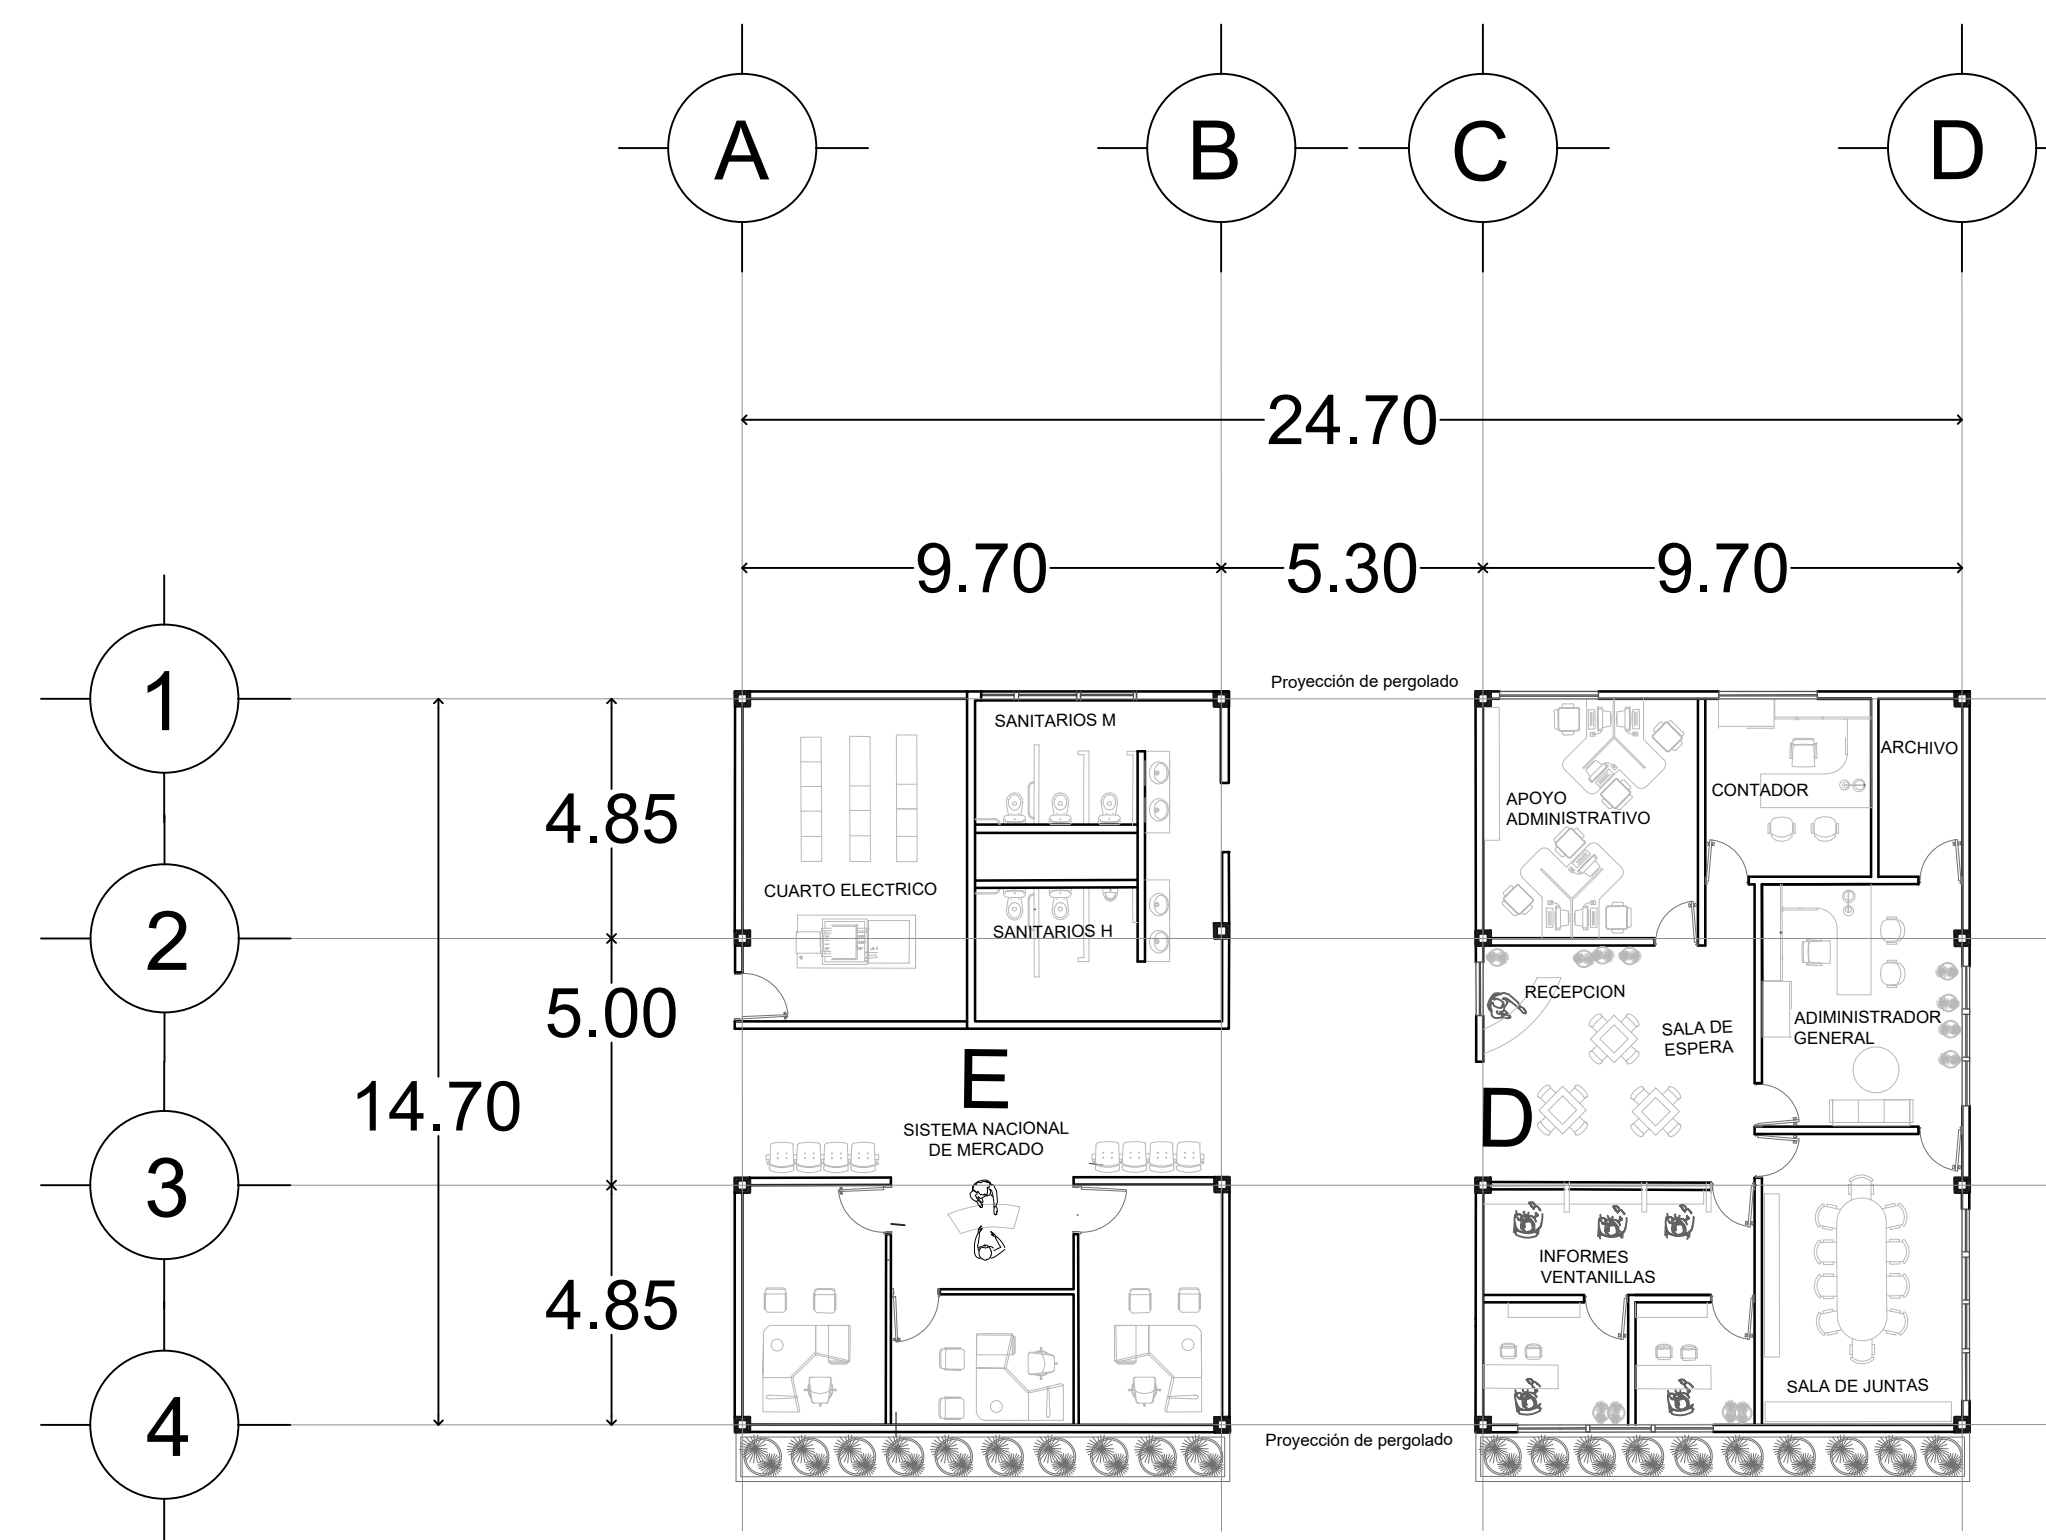 A
B
C
D
24.70
9.70
5.30
9.70
1
2
3
4
4.85
5.00
14.70
4.85
Proyección de pergolado
SANITARIOS M
CUARTO ELECTRICO
SANITARIOS H
E
SISTEMA NACIONAL
DE MERCADO
APOYO
ADMINISTRATIVO
CONTADOR
ARCHIVO
RECEPCION
SALA DE
ESPERA
ADIMINISTRADOR
GENERAL
D
INFORMES
VENTANILLAS
SALA DE JUNTAS
Proyección de pergolado